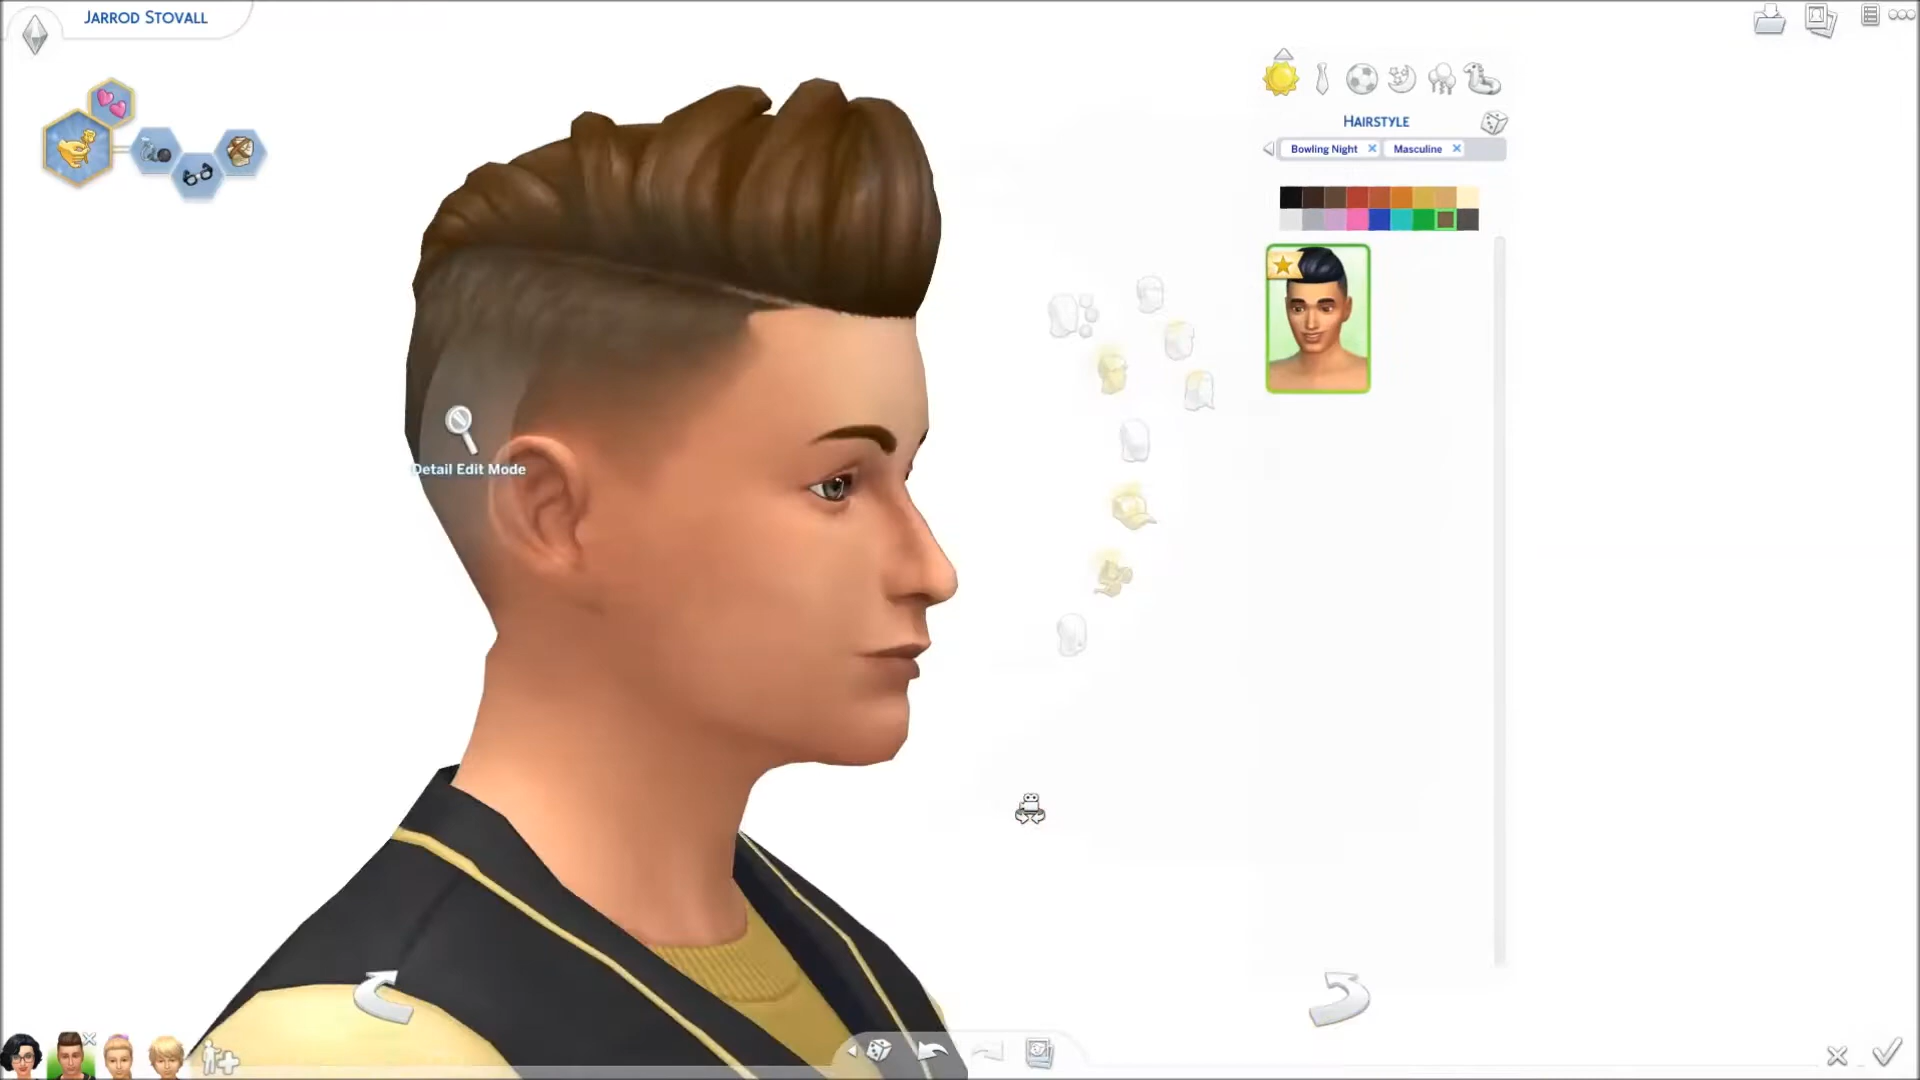 JARROD STOVALL
HAIRSTYLE
Bowling Night
Masculine
Detail Edit Mode